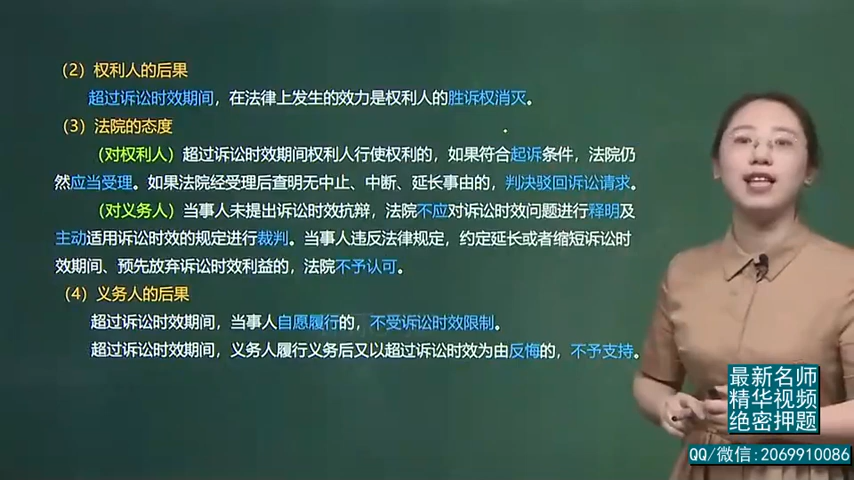 （2）权利人的后果
超过诉讼时效期间，在法律上发生的效力是权利人的胜诉权消灭。
（3）法院的态度
（对权利人）超过诉讼时效期间权利人行使权利的，如果符合起诉条件，法院仍
然应当受理。如果法院经受理后查明无中止、中断、延长事由的，判决驳回诉讼请求。
（对义务人）当事人未提出诉讼时效抗辩，法院不应对诉讼时效问题进行释明及
主动适用诉讼时效的规定进行裁判。当事人违反法律规定，约定延长或者缩短诉讼时
效期间、预先放弃诉讼时效利益的，法院不予认可。
（4）义务人的后果
超过诉讼时效期间，当事人自愿履行的，不受诉讼时效限制。
超过诉讼时效期间，义务人履行义务后又以超过诉讼时效为由反悔的，不予支持。
最新名师
精华视频
绝密押题
QQ/微信:2069910086